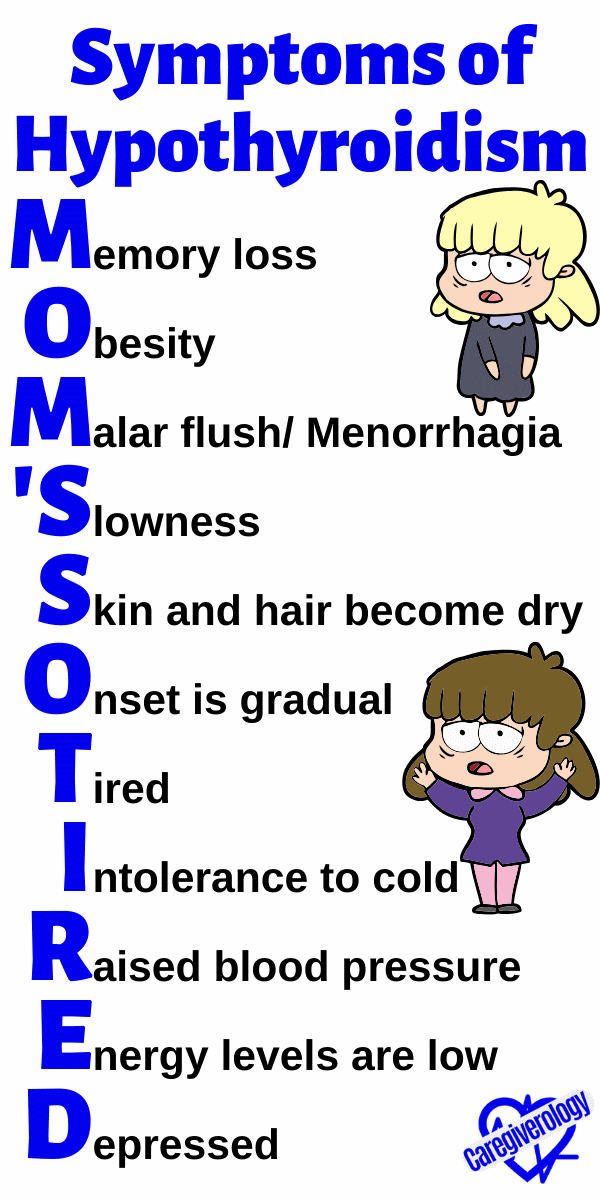 Symptoms of
Hypothyroidism
Memory loss
Obesity
Malar flush/ Menorrhagia
'Slowness
Skin and hair become dry
Onset is gradual
Tired
Intolerance to cold
Raised blood pressure
Energy levels are low
Depressed
Caregiverology